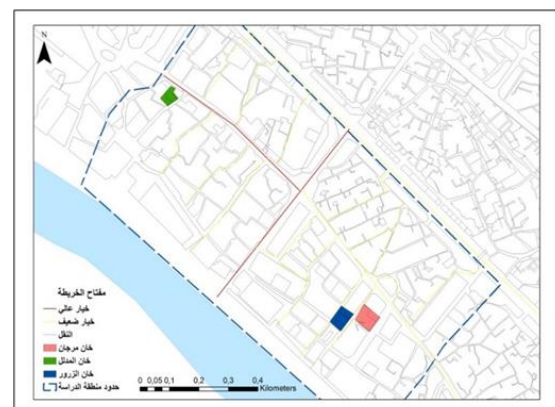 N
مفتاح الخريطة
خيار عالي
خيار ضعيف
النقل
خان مرجان
خان المدلل
خان الزرور
حدود منطقة الدراسة
0 0,05 0,1 0,2 0,3 0,4
Kilometers